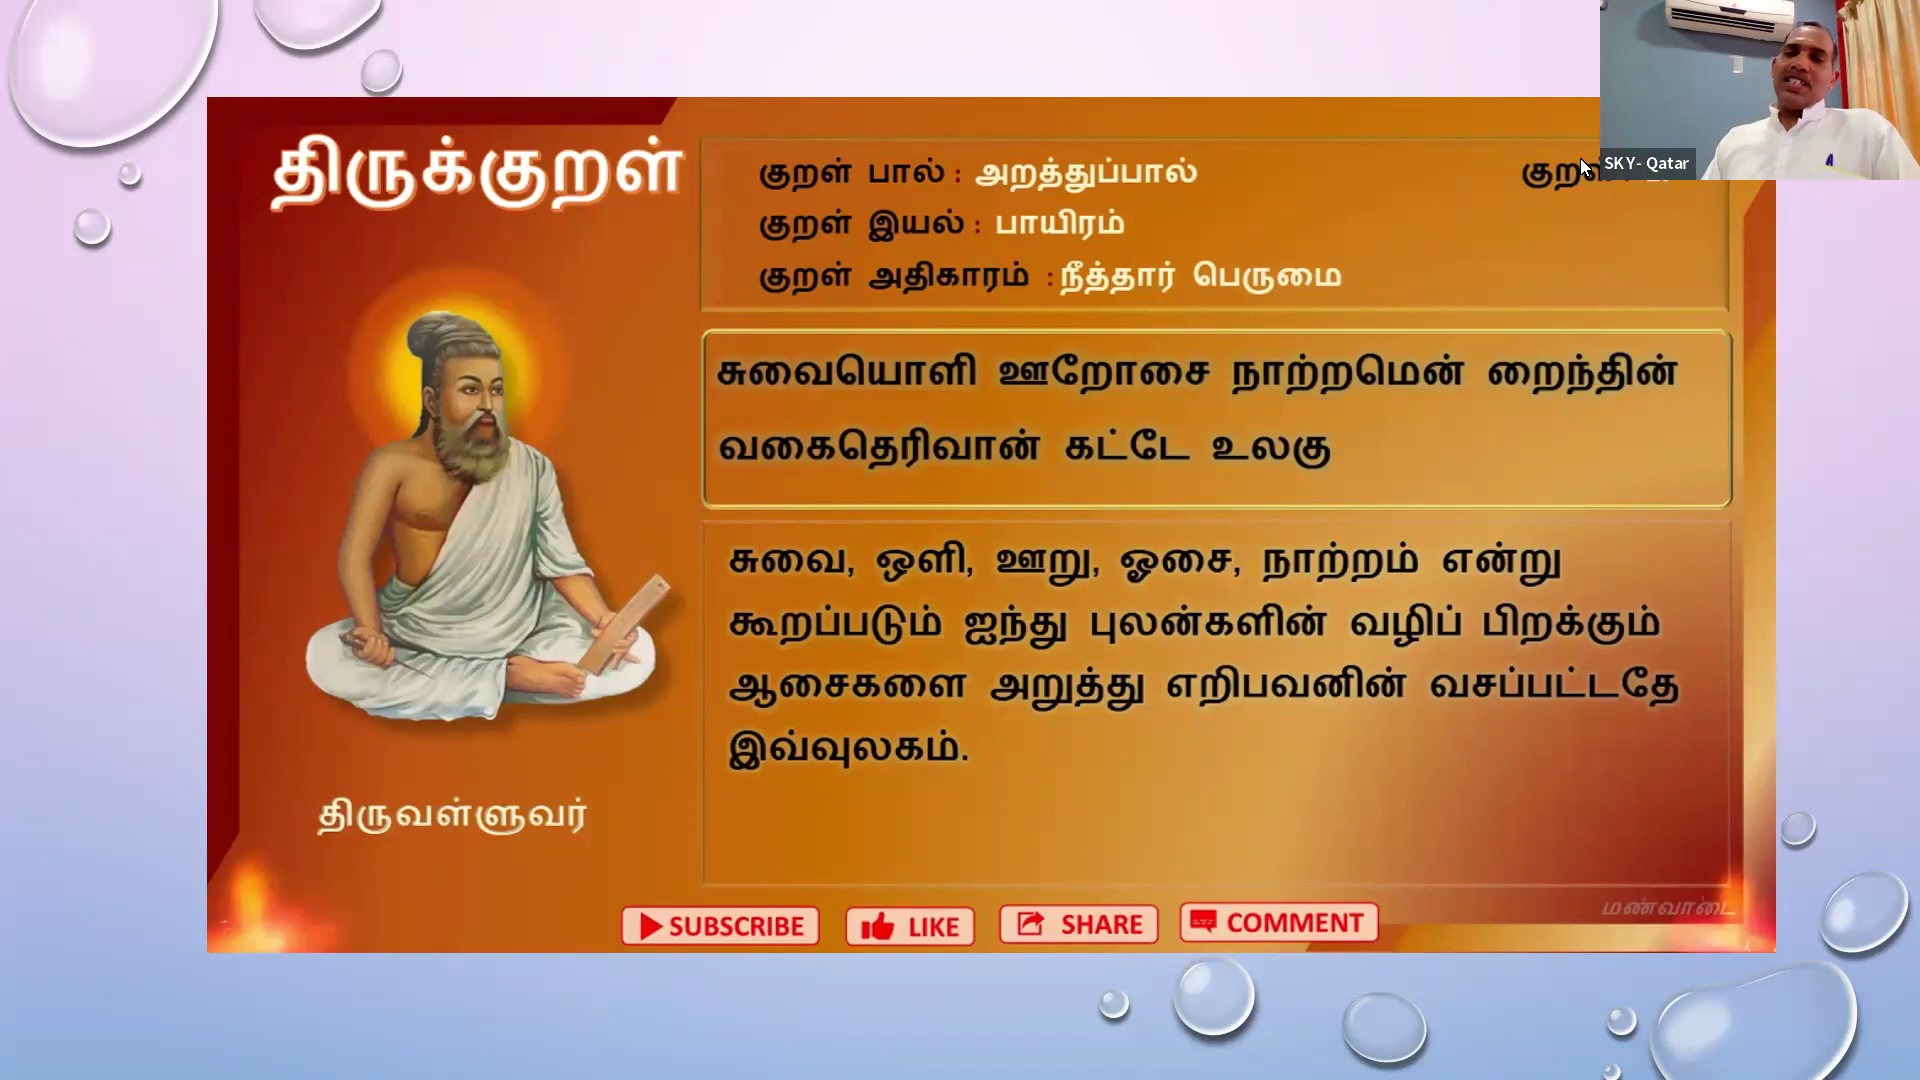 திருக்குறள்
குறள் பால் : அறத்துப்பால்
குறள் இயல் : பாயிரம்
குறள் அதிகாரம் : நீத்தார் பெருமை
SKY- Qatar
சுவையொளி ஊறோசை நாற்றமென் றைந்தின்
வகைதெரிவான் கட்டே உலகு
சுவை, ஒளி, ஊறு, ஓசை, நாற்றம் என்று
கூறப்படும் ஐந்து புலன்களின் வழிப் பிறக்கும்
ஆசைகளை அறுத்து எறிபவனின் வசப்பட்டதே
இவ்வுலகம்.
திருவள்ளுவர்
மண்வாடை
SUBSCRIBE LIKE SHARE COMMENT